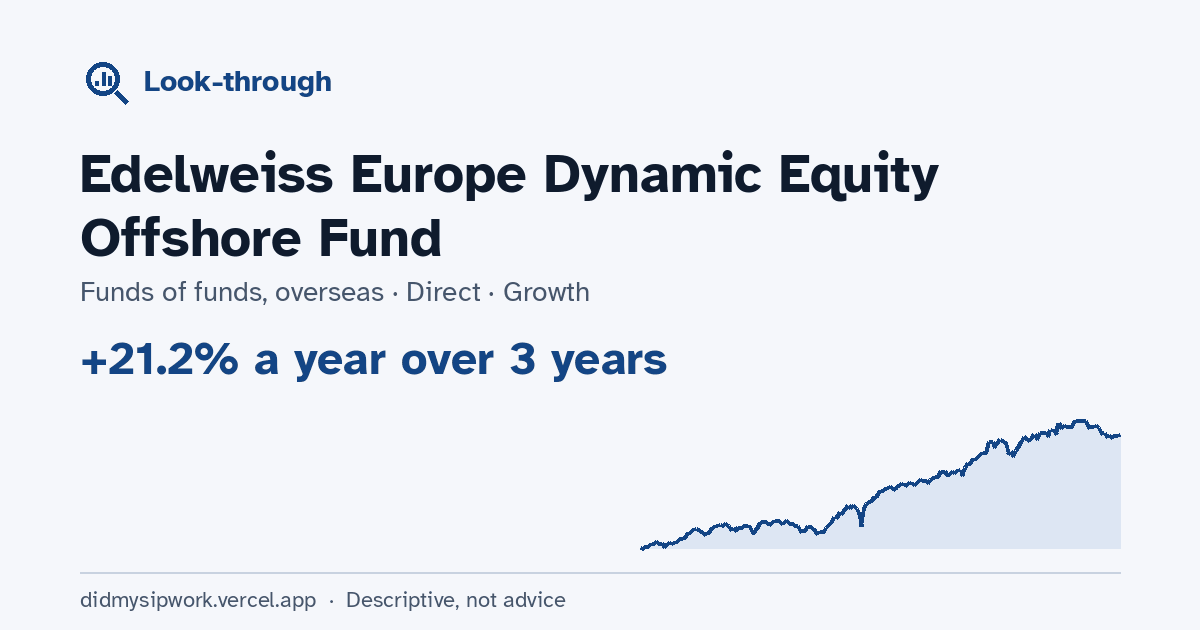 Look-through
Edelweiss Europe Dynamic Equity
Offshore Fund
Funds of funds, overseas · Direct · Growth
+21.2% a year over 3 years
didmysipwork.vercel.app · Descriptive, not advice